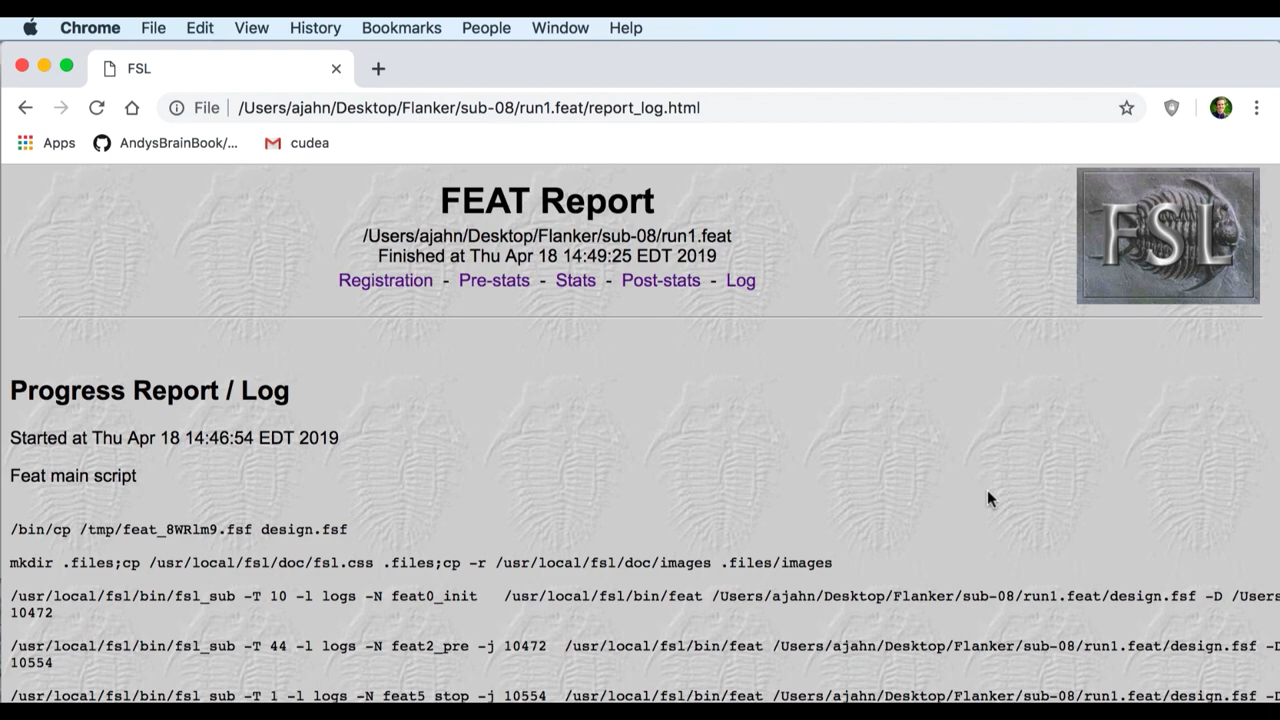 Chrome File Edit View History Bookmarks People Window Help
FSL
File /Users/ajahn/Desktop/Flanker/sub-08/run1.feat/report_log.html
Apps AndysBrainBook/... cudea
FEAT Report
FSL
/Users/ajahn/Desktop/Flanker/sub-08/run1.feat
Finished at Thu Apr 18 14:49:25 EDT 2019
Registration - Pre-stats - Stats - Post-stats - Log
Progress Report / Log
Started at Thu Apr 18 14:46:54 EDT 2019
Feat main script
/bin/cp /tmp/feat_8WRlm9.fsf design.fsf
mkdir .files;cp /usr/local/fsl/doc/fsl.css .files;cp -r /usr/local/fsl/doc/images .files/images
/usr/local/fsl/bin/fsl_sub -T 10 -l logs -N feat0_init /usr/local/fsl/bin/feat /Users/ajahn/Desktop/Flanker/sub-08/run1.feat/design.fsf -D /Users
10472
/usr/local/fsl/bin/fsl_sub -T 44 -l logs -N feat2_pre -j 10472 /usr/local/fsl/bin/feat /Users/ajahn/Desktop/Flanker/sub-08/run1.feat/design.fsf -D
10554
/usr/local/fsl/bin/fsl_sub -T 1 -l logs -N feat5_stop -j 10554 /usr/local/fsl/bin/feat /Users/ajahn/Desktop/Flanker/sub-08/run1.feat/design.fsf -D